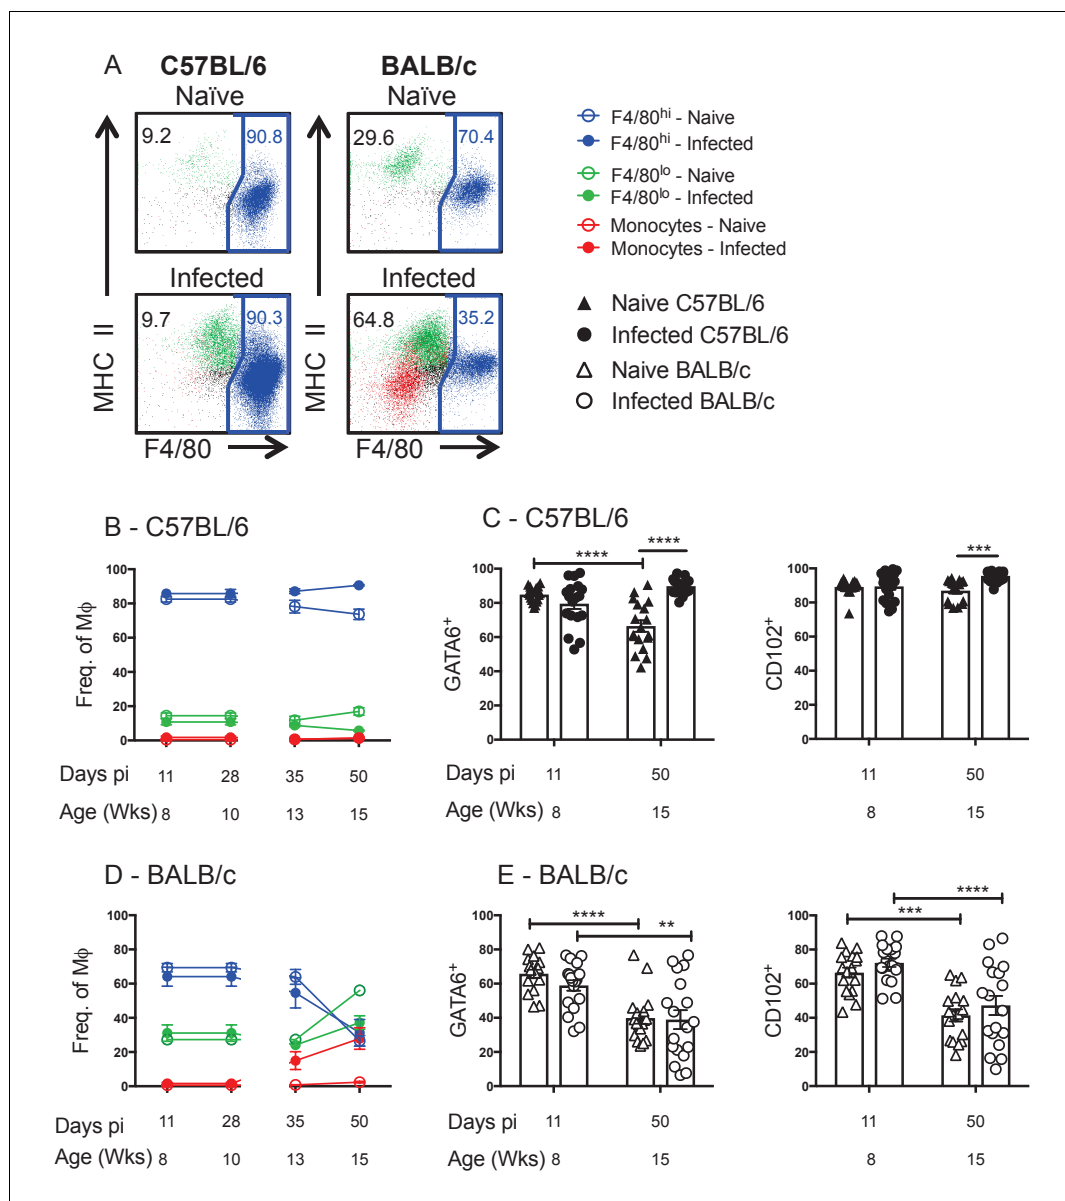 A
C57BL/6
BALB/c
Naïve
Naïve
9.2
90.8
29.6
70.4
Infected
Infected
9.7
90.3
64.8
35.2
MHC II
MHC II
F4/80
F4/80
F4/80hi - Naive
F4/80hi - Infected
F4/80lo - Naive
F4/80lo - Infected
Monocytes - Naive
Monocytes - Infected
Naive C57BL/6
Infected C57BL/6
Naive BALB/c
Infected BALB/c
B - C57BL/6
Freq. of Mϕ
100
80
60
40
20
0
Days pi 11 28 35 50
Age (Wks) 8 10 13 15
C - C57BL/6
GATA6+
100
80
60
40
20
0
**** ****
Days pi 11 50
Age (Wks) 8 15
CD102+
100
80
60
40
20
0
***
11 50
8 15
D - BALB/c
Freq. of Mϕ
100
80
60
40
20
0
Days pi 11 28 35 50
Age (Wks) 8 10 13 15
E - BALB/c
GATA6+
100
80
60
40
20
0
****
**
Days pi 11 50
Age (Wks) 8 15
CD102+
100
80
60
40
20
0
****
***
11 50
8 15